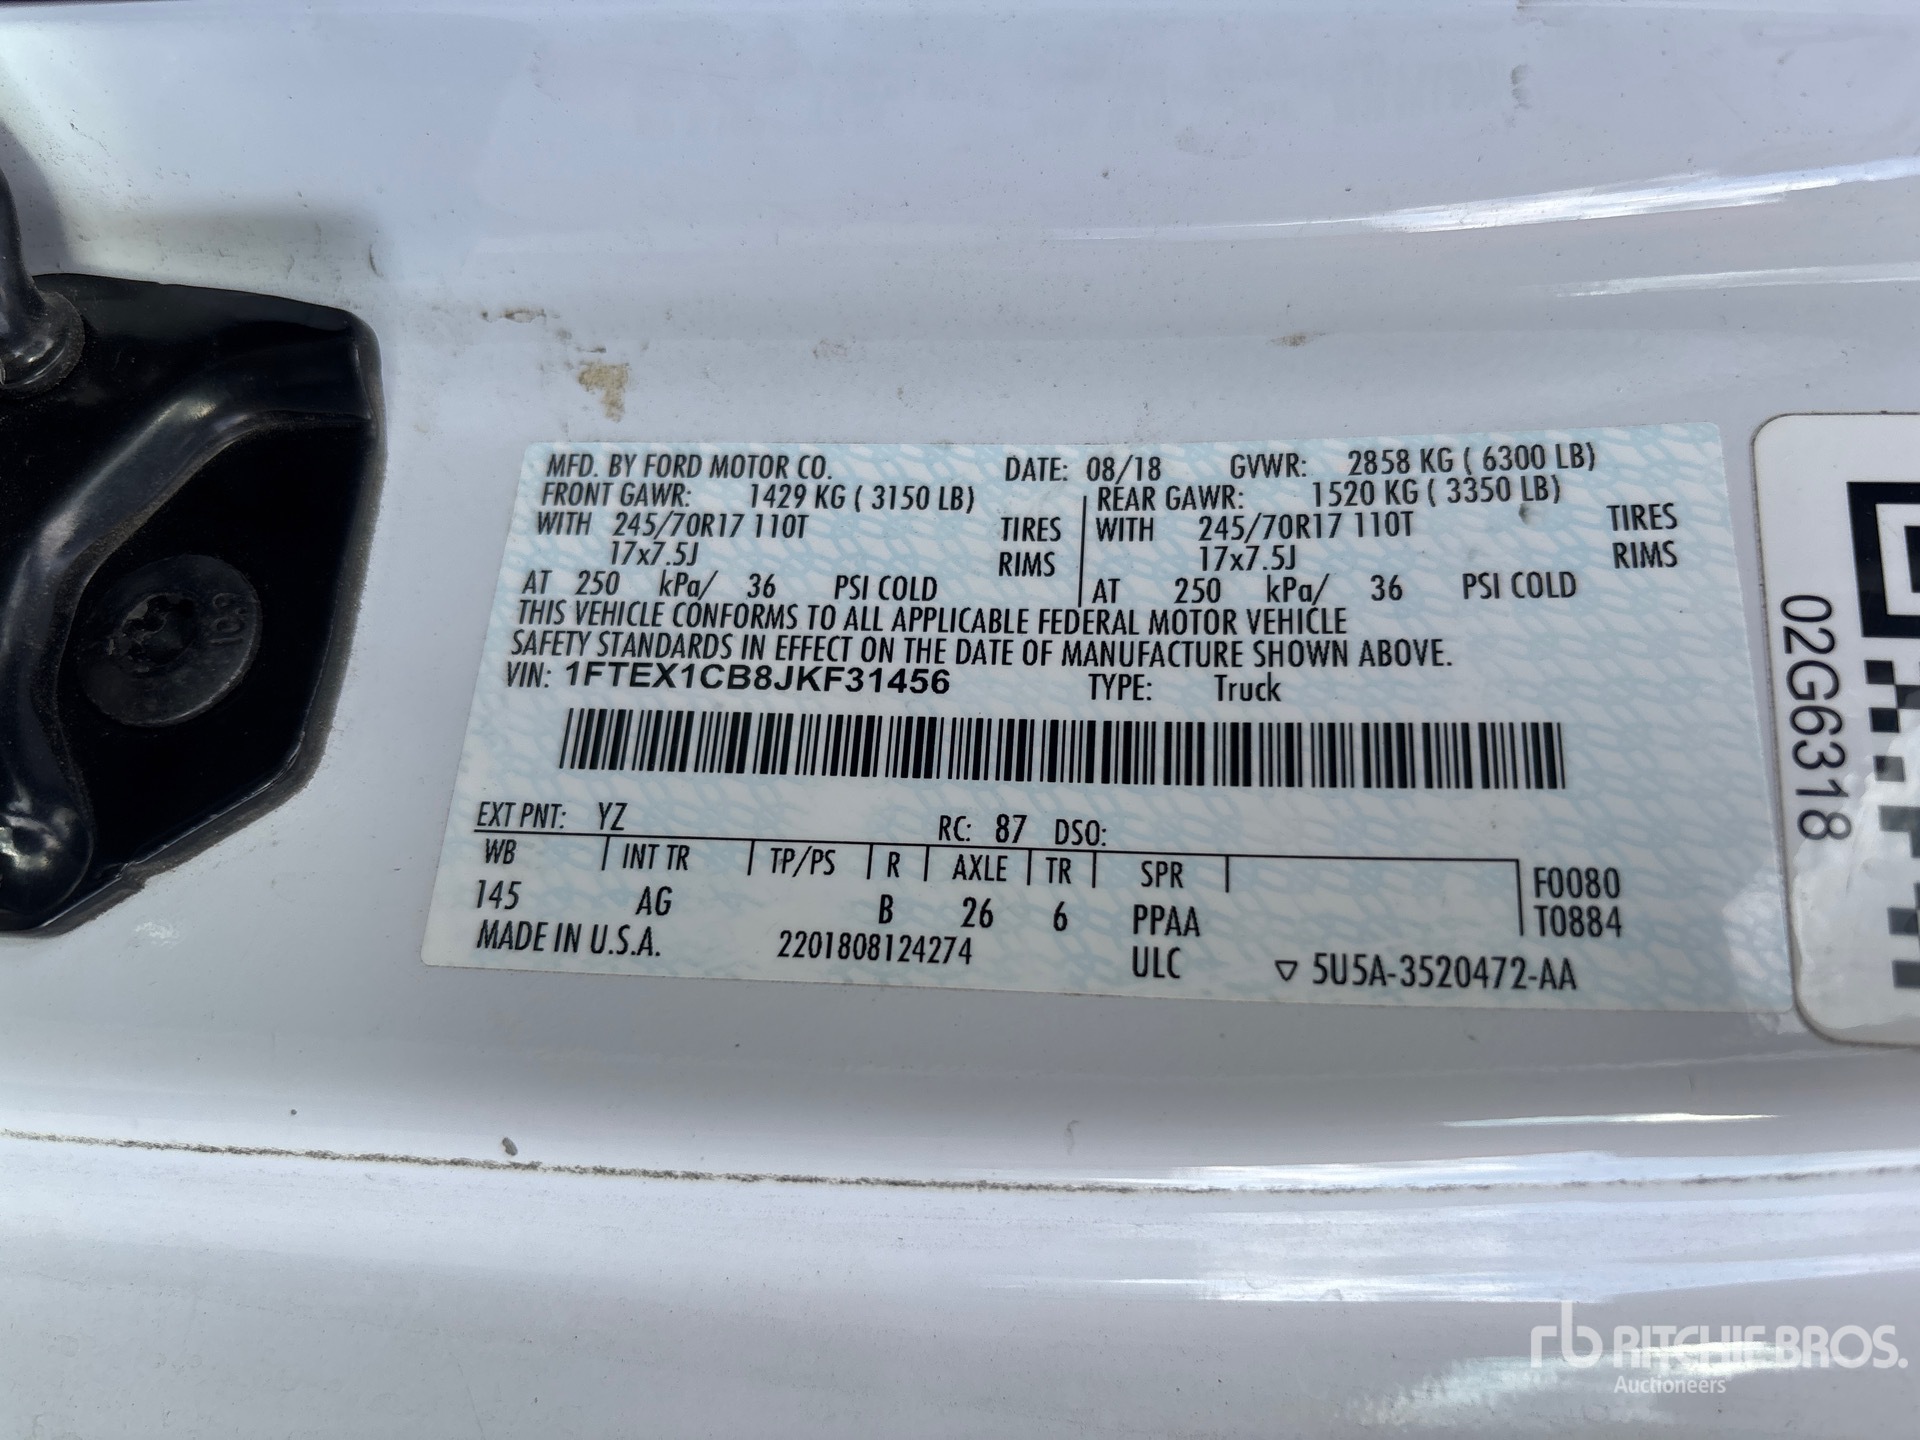 MFD. BY FORD MOTOR CO. DATE: 08/18 GVWR: 2858 KG ( 6300 LB)
FRONT GAWR: 1429 KG ( 3150 LB) REAR GAWR: 1520 KG ( 3350 LB)
WITH 245/70R17 110T TIRES WITH 245/70R17 110T TIRES
17x7.5J RIMS 17x7.5J RIMS
AT 250 kPa/ 36 PSI COLD AT 250 kPa/ 36 PSI COLD
THIS VEHICLE CONFORMS TO ALL APPLICABLE FEDERAL MOTOR VEHICLE
SAFETY STANDARDS IN EFFECT ON THE DATE OF MANUFACTURE SHOWN ABOVE.
VIN: 1FTEX1CB8JKF31456 TYPE: Truck
EXT PNT: YZ RC: 87 DSO:
WB INT TR TP/PS R AXLE TR SPR
145 AG B 26 6 PPAA
F0080
T0884
MADE IN U.S.A. 2201808124274 ULC ▽ 5U5A-3520472-AA
02G6318
rb RITCHIE BROS.
Auctioneers